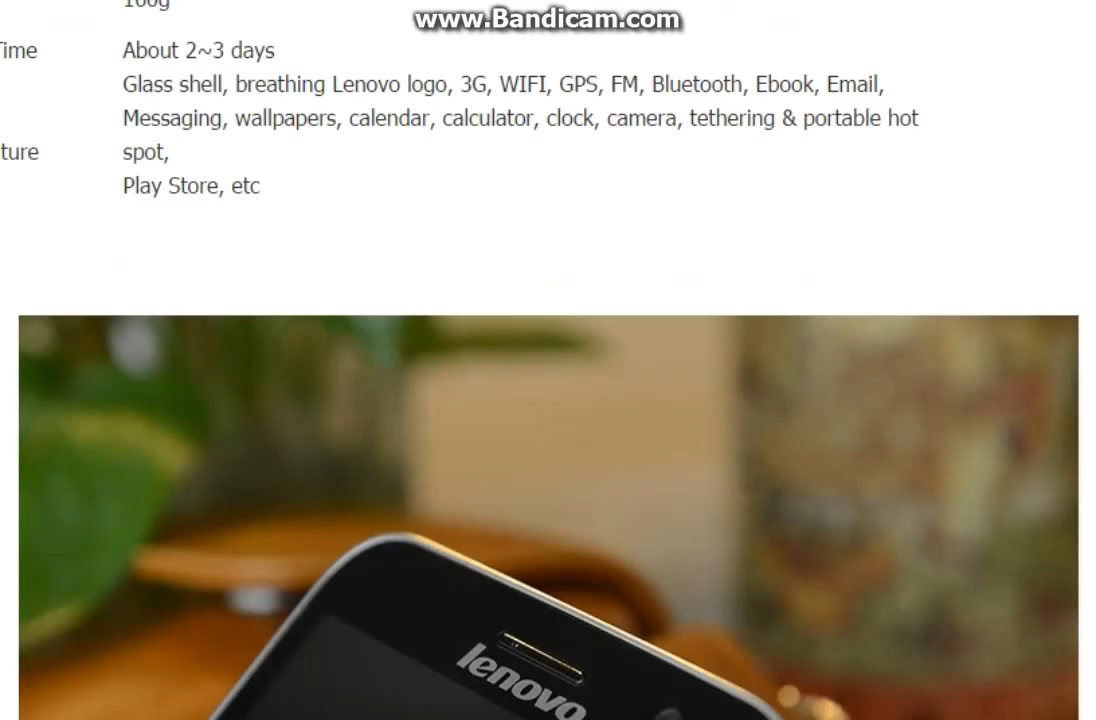 www.Bandicam.com
160g
Time
About 2~3 days
Glass shell, breathing Lenovo logo, 3G, WIFI, GPS, FM, Bluetooth, Ebook, Email,
Messaging, wallpapers, calendar, calculator, clock, camera, tethering & portable hot
ture
spot,
Play Store, etc
lenovo